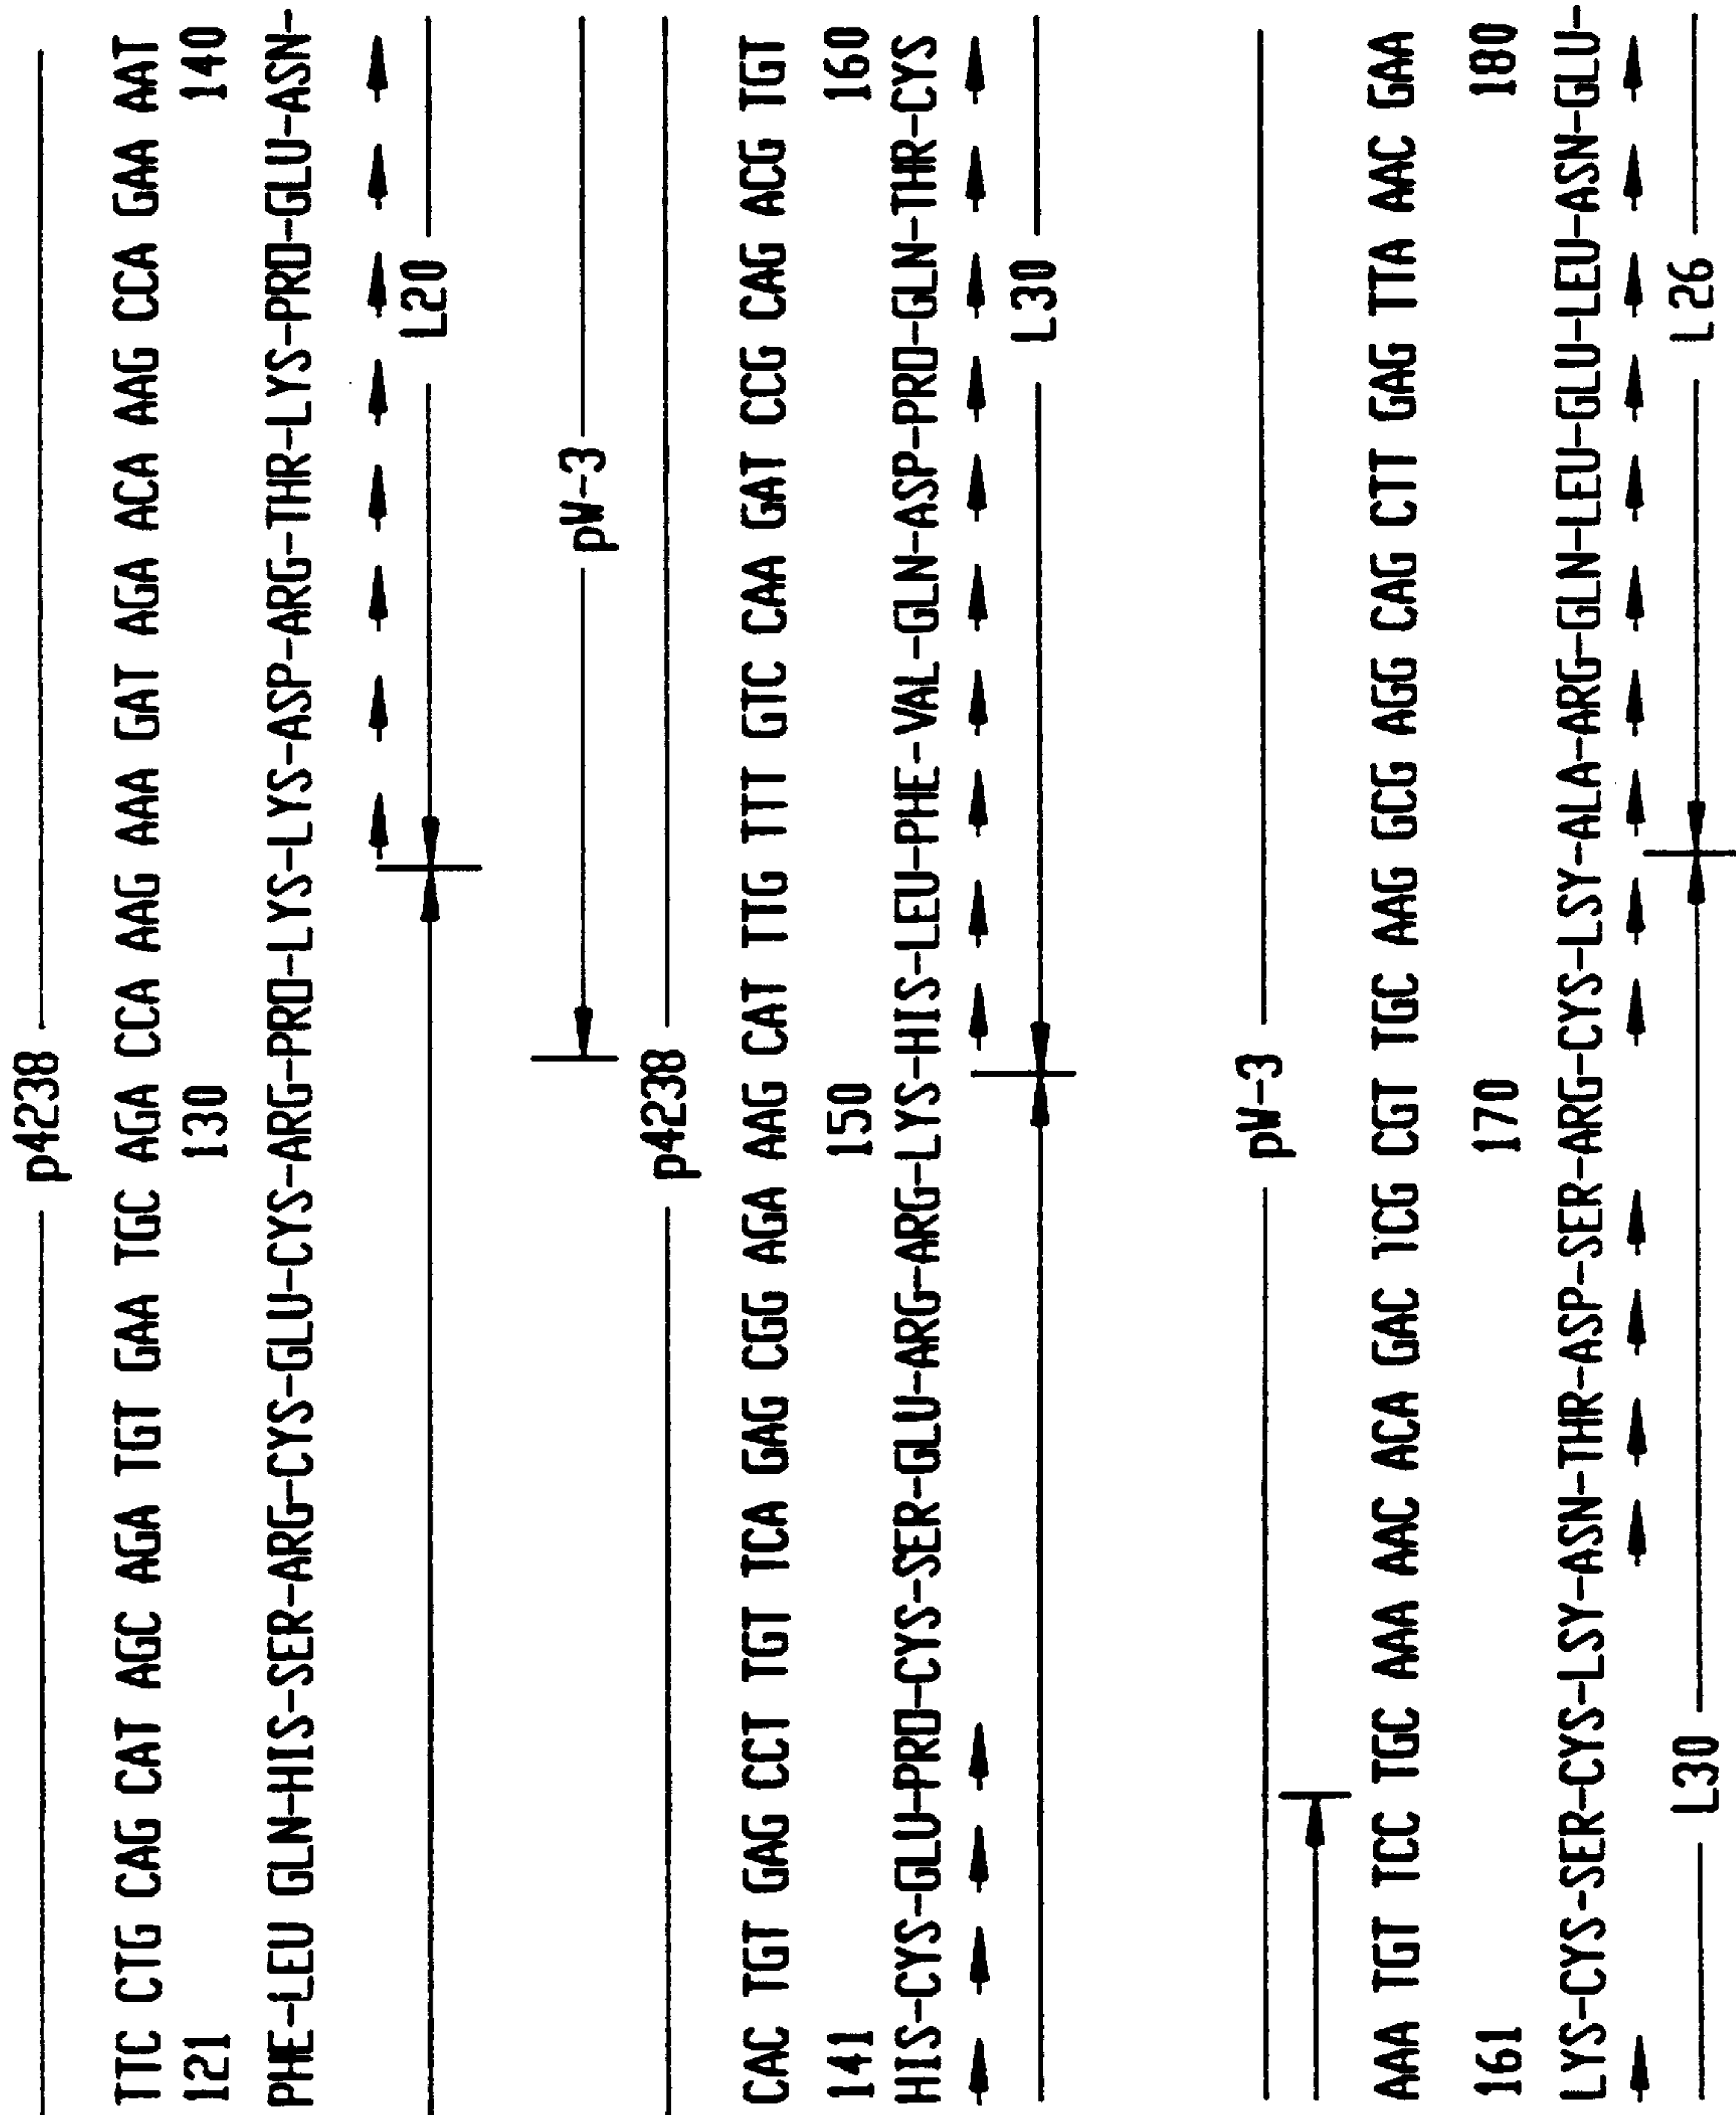 p4238
TTC CTG CAG CAT AGC AGA TGT GAA TGC AGA CCA AAG AAA GAT AGA ACA AAG CCA GAA AAT
121 130 140
PHE-LEU GLN-HIS-SER-ARG-CYS-GLU-CYS-ARG-PRO-LYS-LYS-ASP-ARG-THR-LYS-PRO-GLU-ASN-
L20
pW-3
p4238
CAC TGT GAG CCT TGT TCA GAG CGG AGA AAG CAT TTG TTT GTC CAA GAT CCG CAG ACG TGT
141 150 160
HIS-CYS-GLU-PRO-CYS-SER-GLU-ARG-ARG-LYS-HIS-LEU-PHE-VAL-GLN-ASP-PRO-GLN-THR-CYS
L30
pW-3
AAA TGT TCC TGC AAA AAC ACA GAC TCG CGT TGC AAG GCG AGG CAG CTT GAG TTA AAC GAA
161 170 180
LYS-CYS-SER-CYS-LSY-ASN-THR-ASP-SER-ARG-CYS-LSY-ALA-ARG-GLN-LEU-GLU-LEU-ASN-GLU-
L30 L26